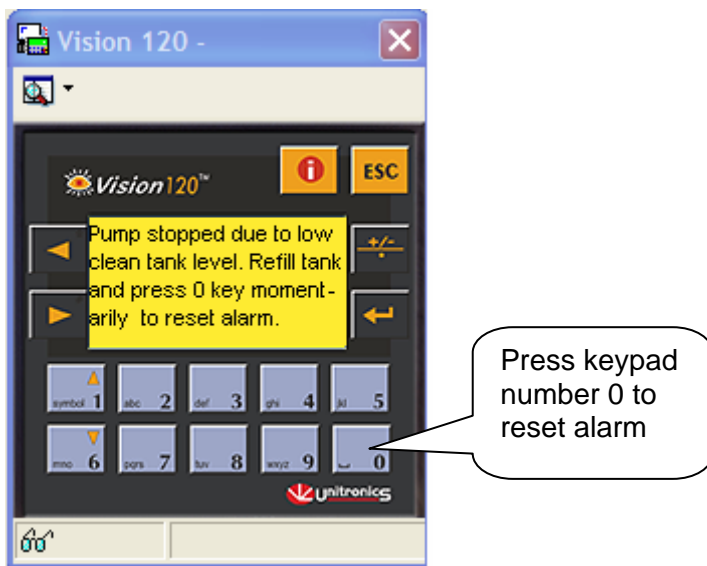 Vision 120 -
i ESC
Vision120™
Pump stopped due to low
clean tank level. Refill tank
and press 0 key moment-
arily to reset alarm.
+/-
symbol 1 abc 2 def 3 ghi 4 jkl 5
mno 6 pqrs 7 tuv 8 wxyz 9 0
unitronics
Press keypad
number 0 to
reset alarm